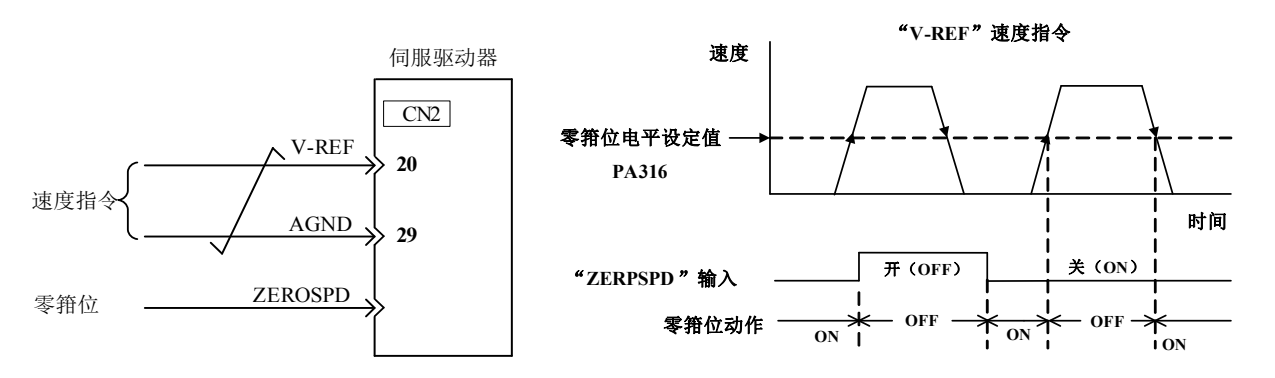 伺服驱动器
CN2
V-REF
20
速度指令
AGND
29
零箝位
ZEROSPD
“V-REF”速度指令
速度
零箝位电平设定值
PA316
时间
“ZERPSPD”输入
开（OFF）
关（ON）
零箝位动作
ON
OFF
ON
OFF
ON